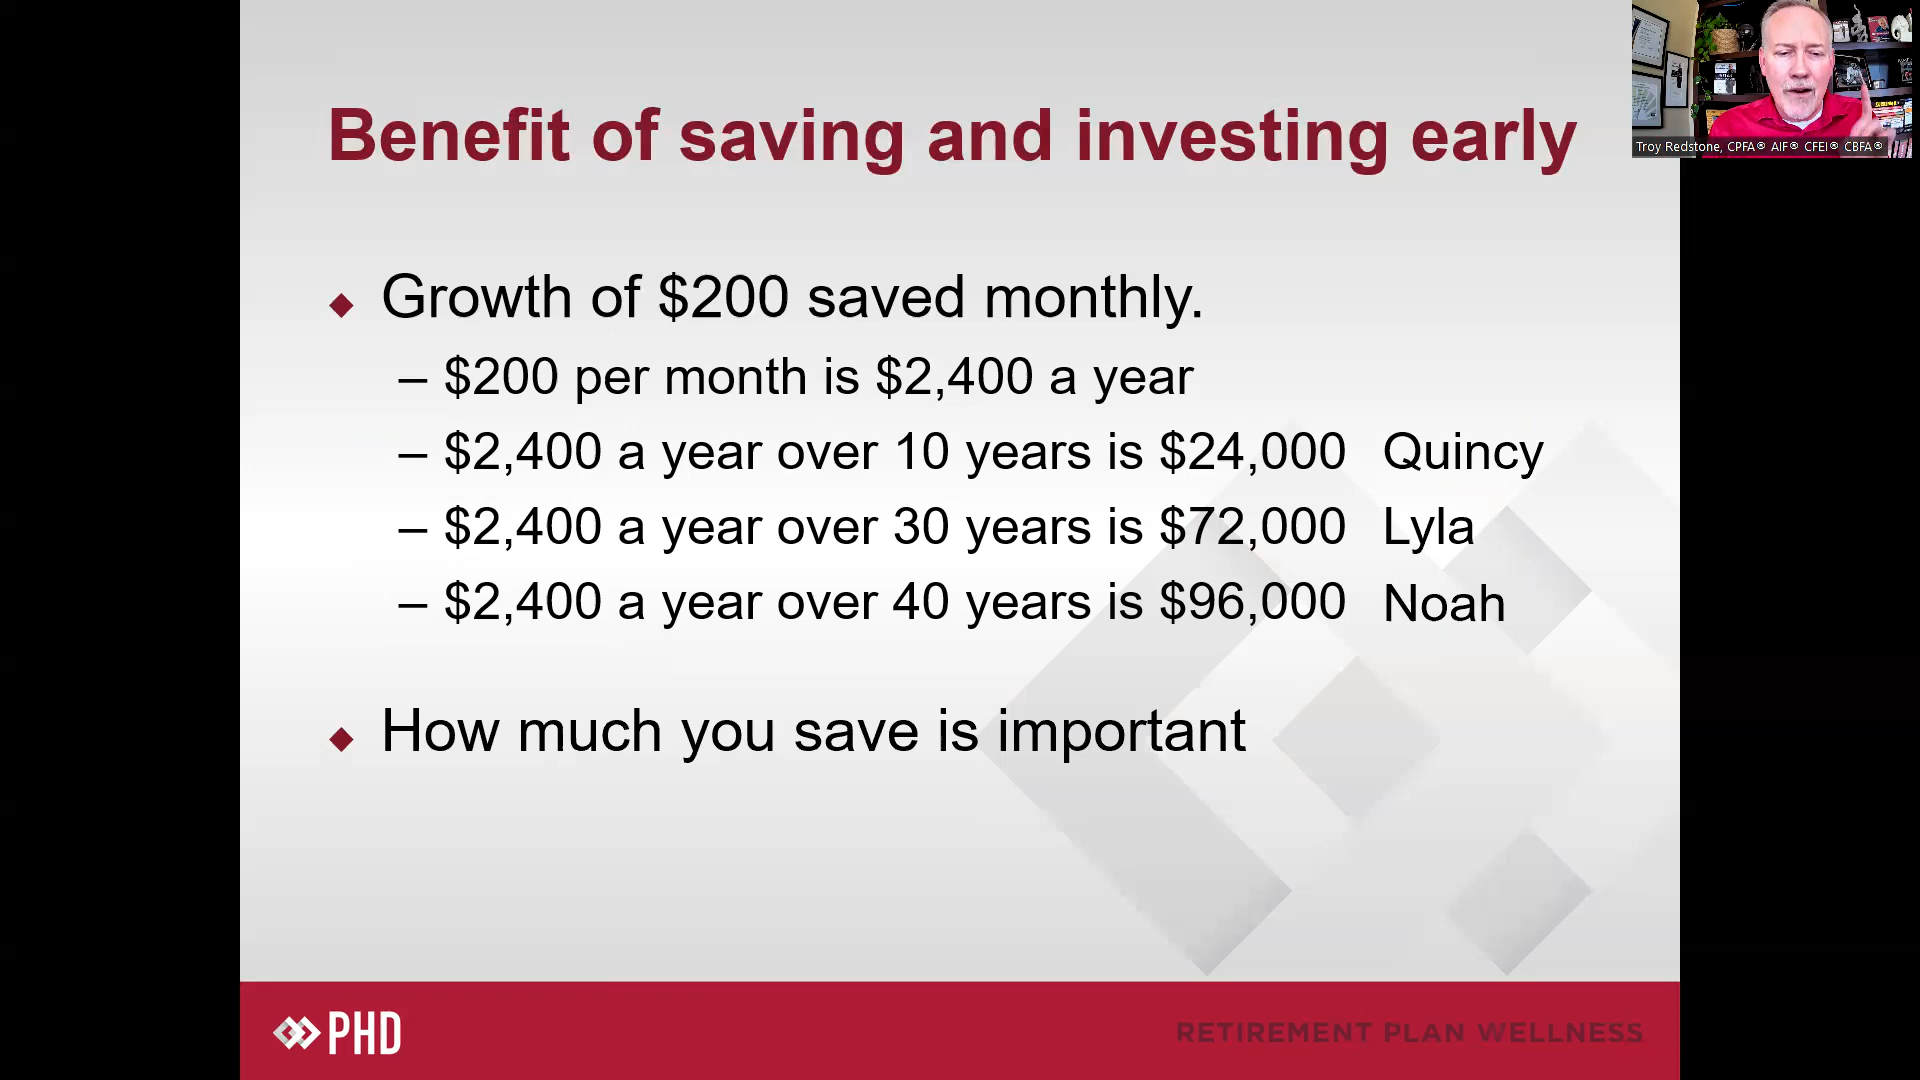 Benefit of saving and investing early
Troy Redstone, CPFA® AIF® CFEI® CBFA®
◆ Growth of $200 saved monthly.
– $200 per month is $2,400 a year
– $2,400 a year over 10 years is $24,000 Quincy
– $2,400 a year over 30 years is $72,000 Lyla
– $2,400 a year over 40 years is $96,000 Noah
◆ How much you save is important
PHD
RETIREMENT PLAN WELLNESS